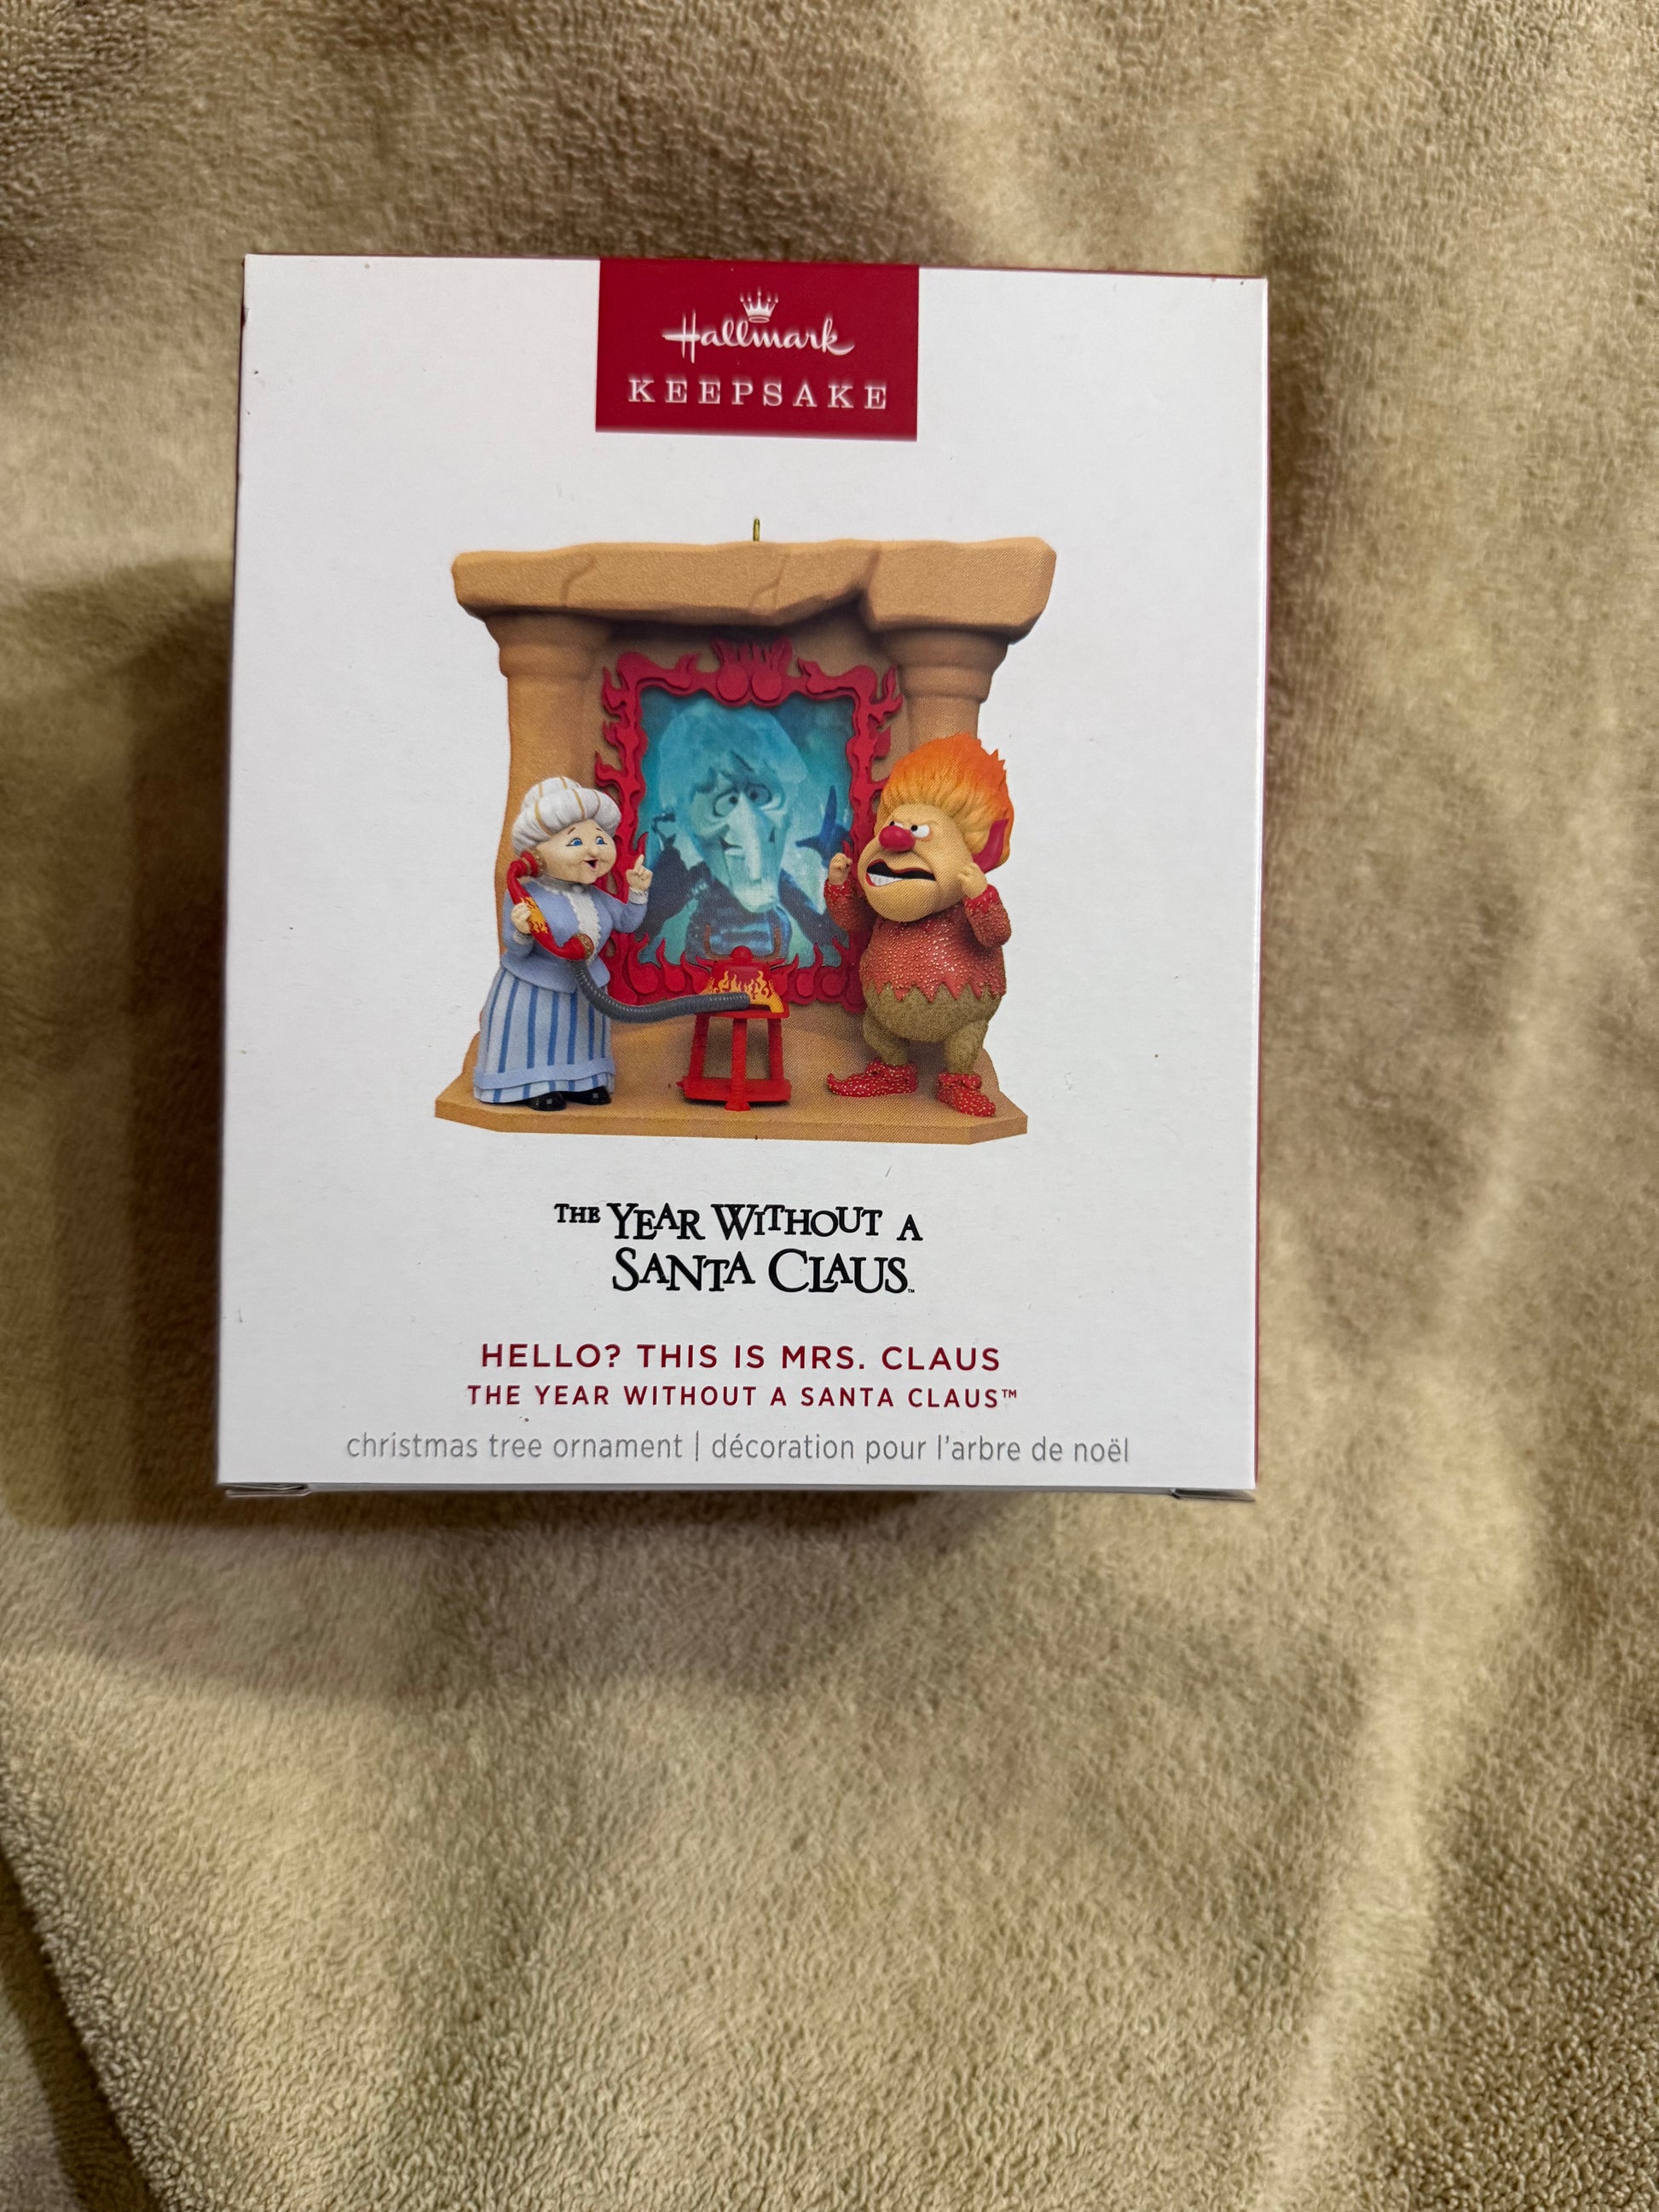 Hallmark
KEEPSAKE
THE YEAR WITHOUT A
SANTA CLAUS™
HELLO? THIS IS MRS. CLAUS
THE YEAR WITHOUT A SANTA CLAUS™
christmas tree ornament | décoration pour l'arbre de noël